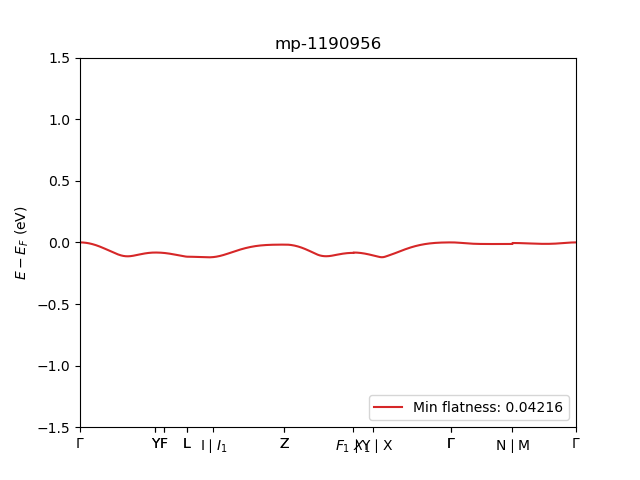 mp-1190956
E − E_F (eV)
1.5
1.0
0.5
0.0
−0.5
−1.0
−1.5
Min flatness: 0.04216
Γ Y F L I | I₁ Z F₁ Y | X Γ N | M Γ